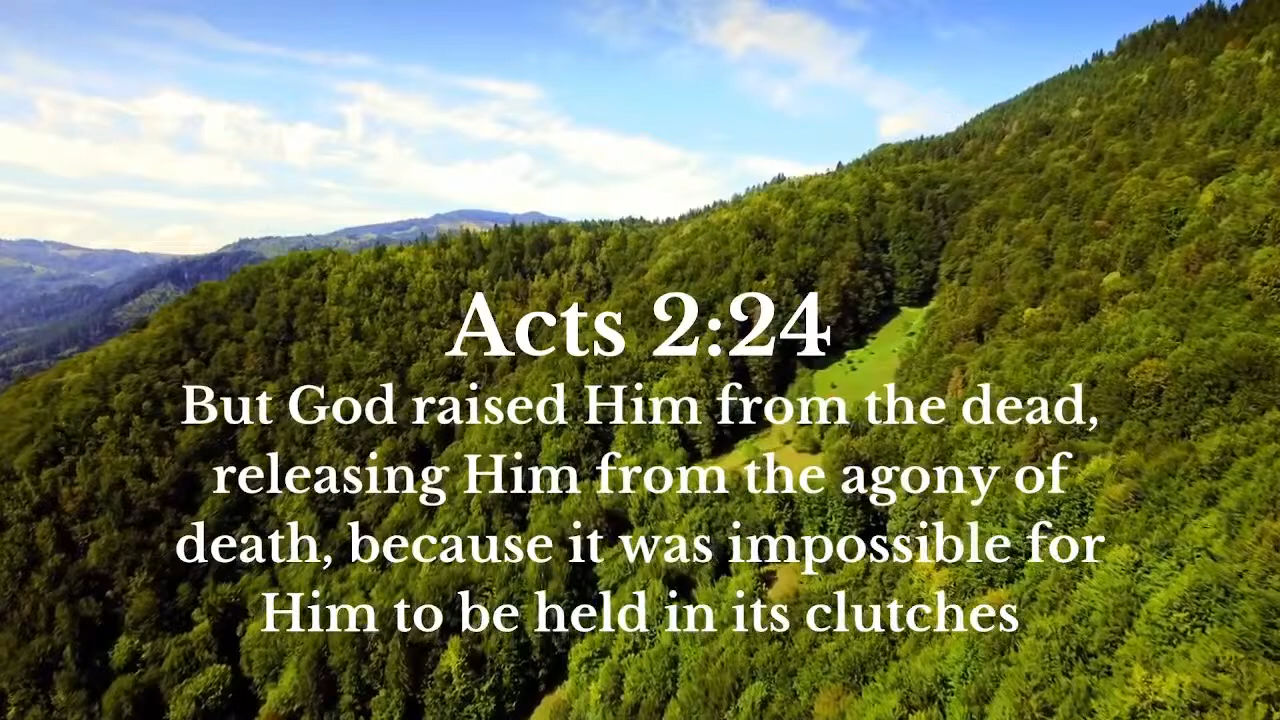 Acts 2:24
But God raised Him from the dead,
releasing Him from the agony of
death, because it was impossible for
Him to be held in its clutches